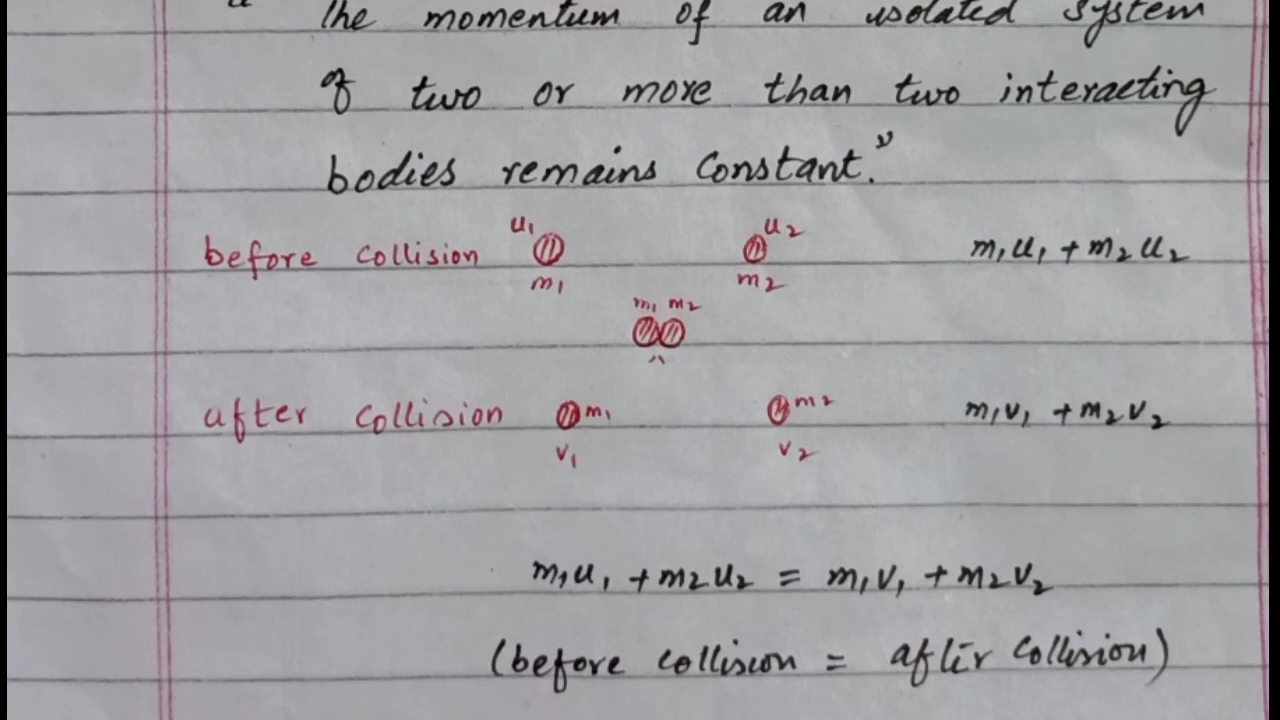 " The momentum of an isolated system
of two or more than two interacting
bodies remains constant."
before collision u₁ m₁ u₂ m₂ m₁u₁ + m₂u₂
m₁ m₂
after collision m₁ v₁ m₂ v₂ m₁v₁ + m₂v₂
m₁u₁ + m₂u₂ = m₁v₁ + m₂v₂
(before collision = after collision)